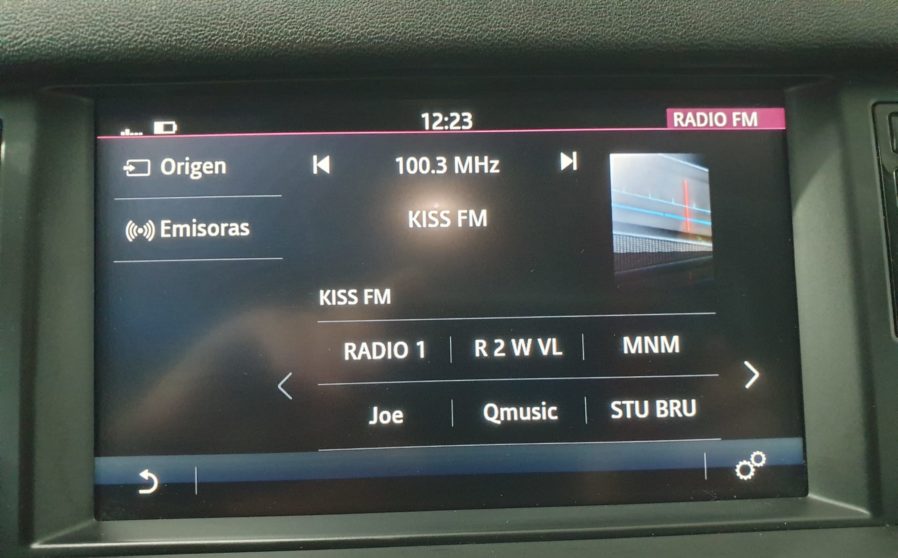 12:23
RADIO FM
Origen
100.3 MHz
Emisoras
KISS FM
KISS FM
RADIO 1
R 2 W VL
MNM
Joe
Qmusic
STU BRU